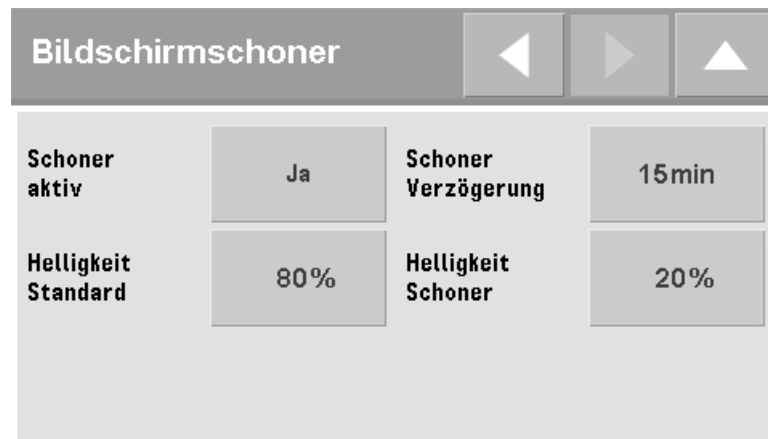 Bildschirmschoner
Schoner
aktiv
Ja
Schoner
Verzögerung
15min
Helligkeit
Standard
80%
Helligkeit
Schoner
20%